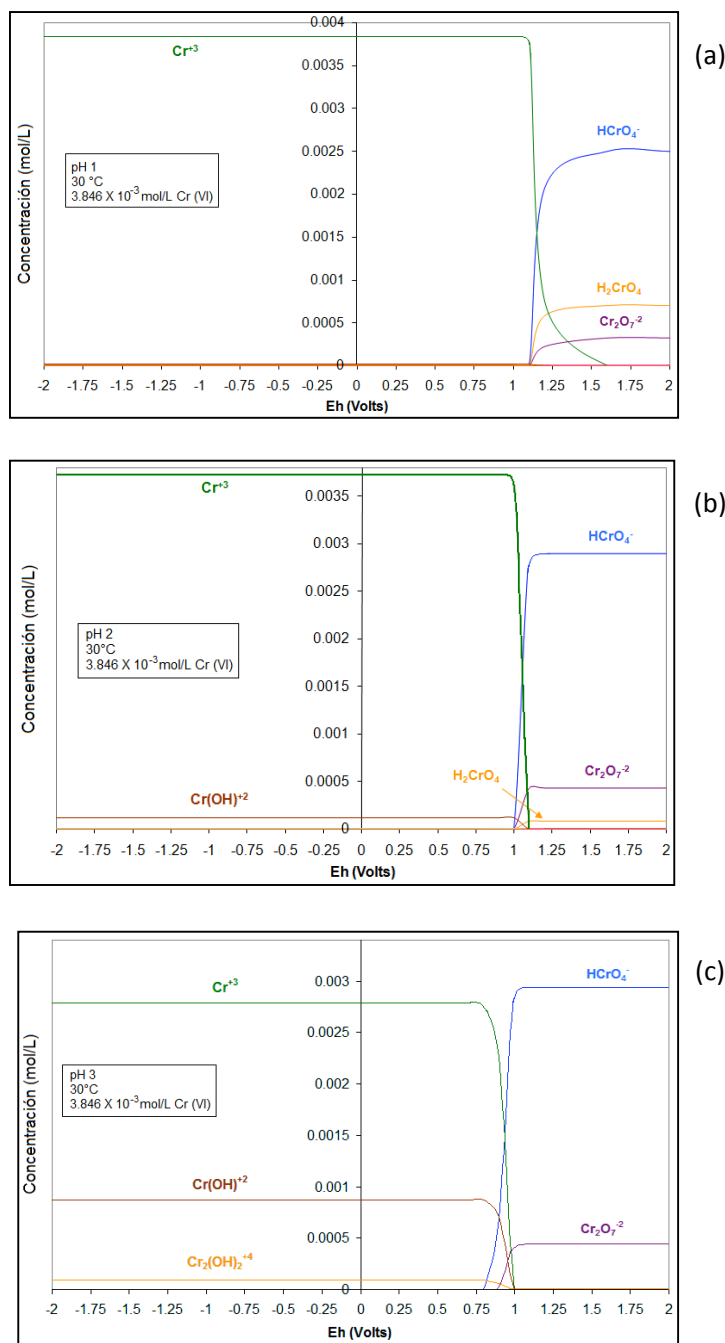 (a)
0.004
Cr+3
0.0035
0.003
HCrO4-
0.0025
pH 1
30 °C
3.846 X 10-3 mol/L Cr (VI)
0.002
0.0015
0.001
H2CrO4
0.0005
Cr2O7-2
0
-2 -1.75 -1.5 -1.25 -1 -0.75 -0.5 -0.25 0 0.25 0.5 0.75 1 1.25 1.5 1.75 2
Eh (Volts)
Concentración (mol/L)
(b)
Cr+3
0.0035
0.003
HCrO4-
0.0025
pH 2
30°C
3.846 X 10-3 mol/L Cr (VI)
0.002
0.0015
0.001
H2CrO4
Cr2O7-2
0.0005
Cr(OH)+2
0
-2 -1.75 -1.5 -1.25 -1 -0.75 -0.5 -0.25 0 0.25 0.5 0.75 1 1.25 1.5 1.75 2
Eh (Volts)
Concentración (mol/L)
(c)
HCrO4-
Cr+3
0.003
0.0025
pH 3
30°C
3.846 X 10-3 mol/L Cr (VI)
0.002
0.0015
Cr(OH)+2
0.001
0.0005
Cr2O7-2
Cr2(OH)2+4
0
-2 -1.75 -1.5 -1.25 -1 -0.75 -0.5 -0.25 0 0.25 0.5 0.75 1 1.25 1.5 1.75 2
Eh (Volts)
Concentración (mol/L)